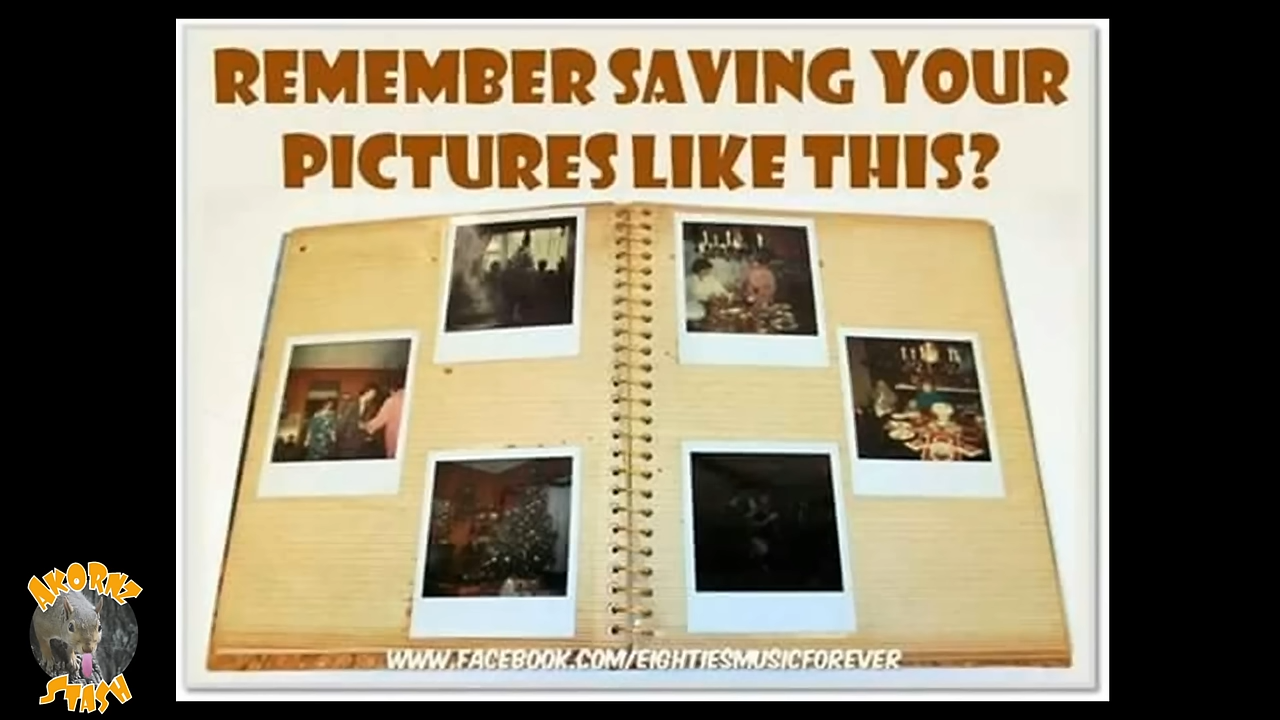 REMEMBER SAVING YOUR
PICTURES LIKE THIS?
WWW.FACEBOOK.COM/EIGHTIESMUSICFOREVER
AKORNZ
STASH